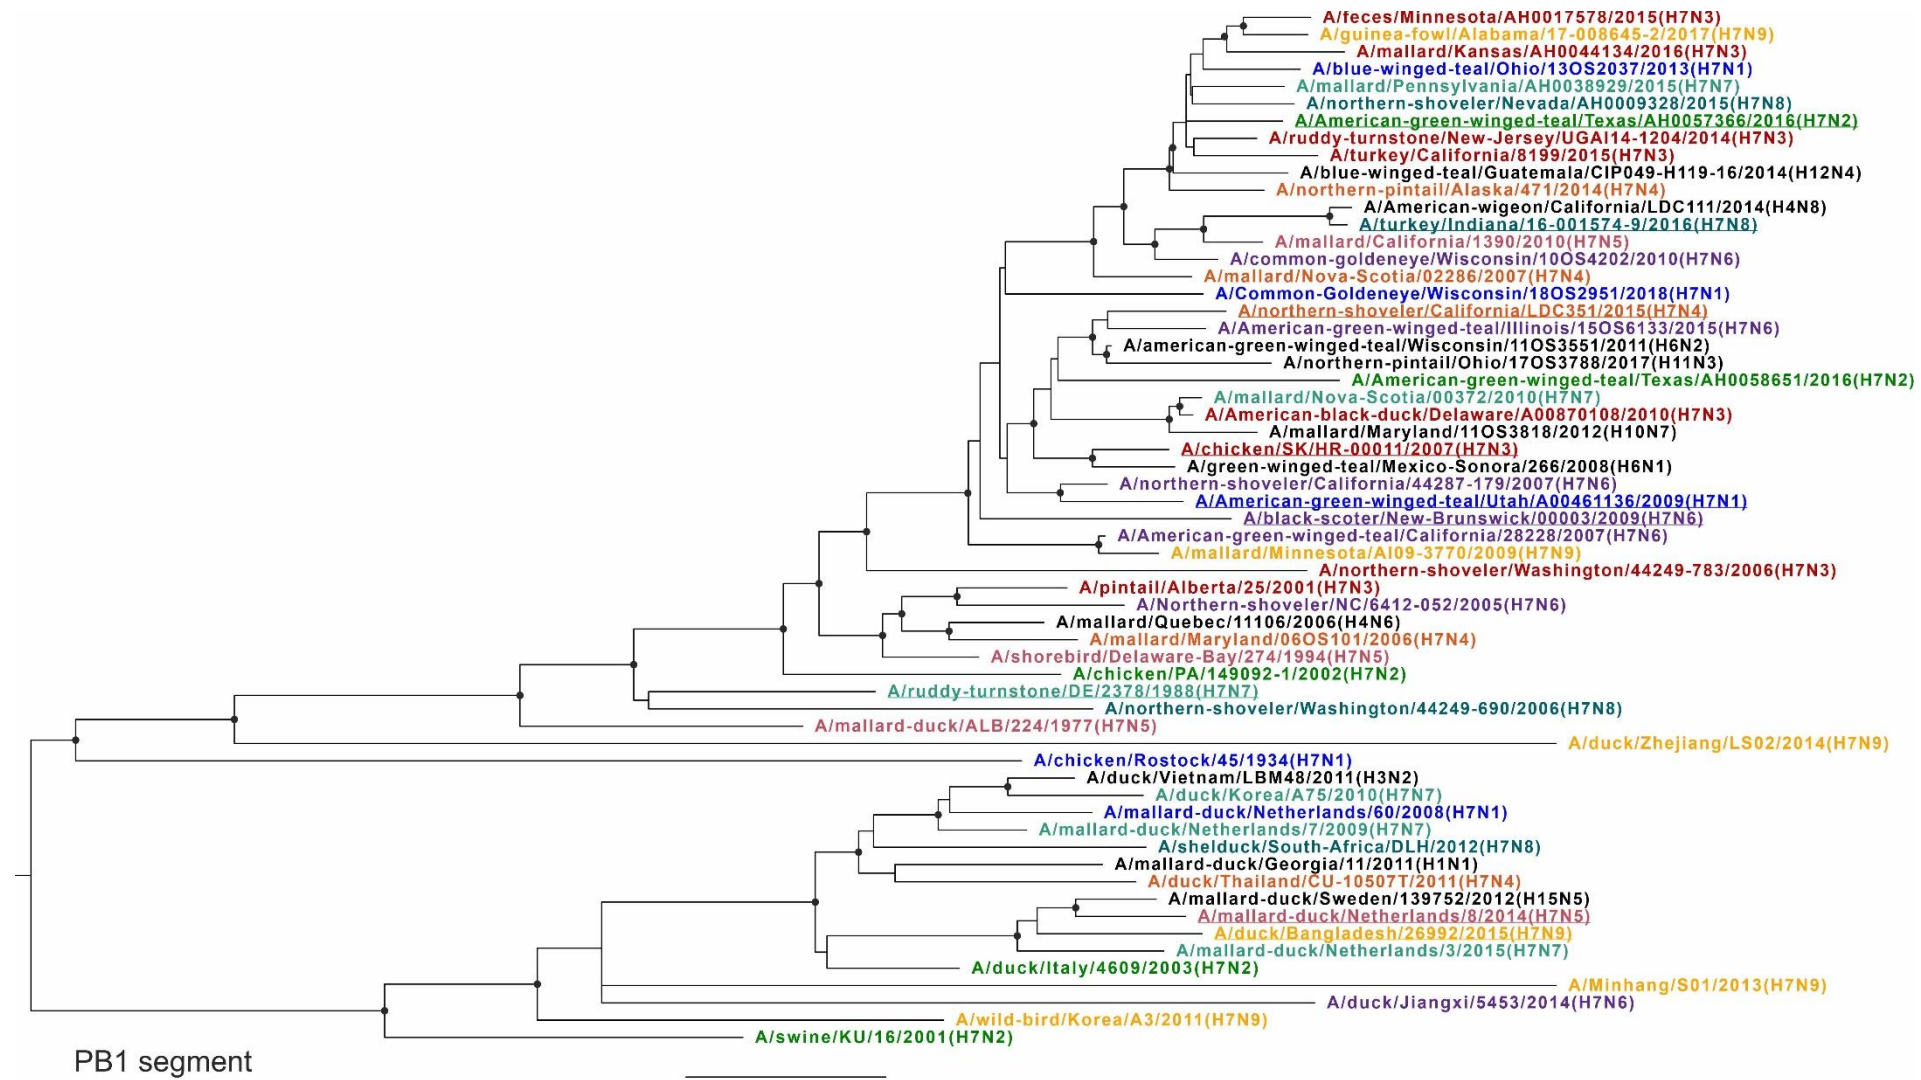 A/feces/Minnesota/AH0017578/2015(H7N3)
A/guinea-fowl/Alabama/17-008645-2/2017(H7N9)
A/mallard/Kansas/AH0044134/2016(H7N3)
A/blue-winged-teal/Ohio/13OS2037/2013(H7N1)
A/mallard/Pennsylvania/AH0038929/2015(H7N7)
A/northern-shoveler/Nevada/AH0009328/2015(H7N8)
A/American-green-winged-teal/Texas/AH0057366/2016(H7N2)
A/ruddy-turnstone/New-Jersey/UGAI14-1204/2014(H7N3)
A/turkey/California/8199/2015(H7N3)
A/blue-winged-teal/Guatemala/CIP049-H119-16/2014(H12N4)
A/northern-pintail/Alaska/471/2014(H7N4)
A/American-wigeon/California/LDC111/2014(H4N8)
A/turkey/Indiana/16-001574-9/2016(H7N8)
A/mallard/California/1390/2010(H7N5)
A/common-goldeneye/Wisconsin/10OS4202/2010(H7N6)
A/mallard/Nova-Scotia/02286/2007(H7N4)
A/Common-Goldeneye/Wisconsin/18OS2951/2018(H7N1)
A/northern-shoveler/California/LDC351/2015(H7N4)
A/American-green-winged-teal/Illinois/15OS6133/2015(H7N6)
A/american-green-winged-teal/Wisconsin/11OS3551/2011(H6N2)
A/northern-pintail/Ohio/17OS3788/2017(H11N3)
A/American-green-winged-teal/Texas/AH0058651/2016(H7N2)
A/mallard/Nova-Scotia/00372/2010(H7N7)
A/American-black-duck/Delaware/A00870108/2010(H7N3)
A/mallard/Maryland/11OS3818/2012(H10N7)
A/chicken/SK/HR-00011/2007(H7N3)
A/green-winged-teal/Mexico-Sonora/266/2008(H6N1)
A/northern-shoveler/California/44287-179/2007(H7N6)
A/American-green-winged-teal/Utah/A00461136/2009(H7N1)
A/black-scoter/New-Brunswick/00003/2009(H7N6)
A/American-green-winged-teal/California/28228/2007(H7N6)
A/mallard/Minnesota/AI09-3770/2009(H7N9)
A/northern-shoveler/Washington/44249-783/2006(H7N3)
A/pintail/Alberta/25/2001(H7N3)
A/Northern-shoveler/NC/6412-052/2005(H7N6)
A/mallard/Quebec/11106/2006(H4N6)
A/mallard/Maryland/06OS101/2006(H7N4)
A/shorebird/Delaware-Bay/274/1994(H7N5)
A/chicken/PA/149092-1/2002(H7N2)
A/ruddy-turnstone/DE/2378/1988(H7N7)
A/northern-shoveler/Washington/44249-690/2006(H7N8)
A/mallard-duck/ALB/224/1977(H7N5)
A/duck/Zhejiang/LS02/2014(H7N9)
A/chicken/Rostock/45/1934(H7N1)
A/duck/Vietnam/LBM48/2011(H3N2)
A/duck/Korea/A75/2010(H7N7)
A/mallard-duck/Netherlands/60/2008(H7N1)
A/mallard-duck/Netherlands/7/2009(H7N7)
A/shelduck/South-Africa/DLH/2012(H7N8)
A/mallard-duck/Georgia/11/2011(H1N1)
A/duck/Thailand/CU-10507T/2011(H7N4)
A/mallard-duck/Sweden/139752/2012(H15N5)
A/mallard-duck/Netherlands/8/2014(H7N5)
A/duck/Bangladesh/26992/2015(H7N9)
A/mallard-duck/Netherlands/3/2015(H7N7)
A/duck/Italy/4609/2003(H7N2)
A/Minhang/S01/2013(H7N9)
A/duck/Jiangxi/5453/2014(H7N6)
A/wild-bird/Korea/A3/2011(H7N9)
A/swine/KU/16/2001(H7N2)
PB1 segment